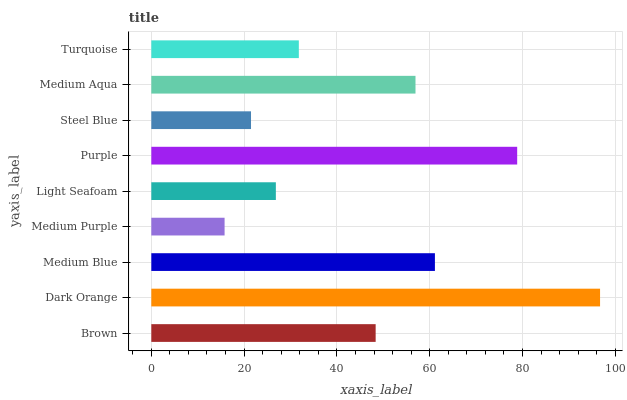 title
Turquoise
Medium Aqua
Steel Blue
Purple
Light Seafoam
Medium Purple
Medium Blue
Dark Orange
Brown
yaxis_label
0 20 40 60 80 100
xaxis_label